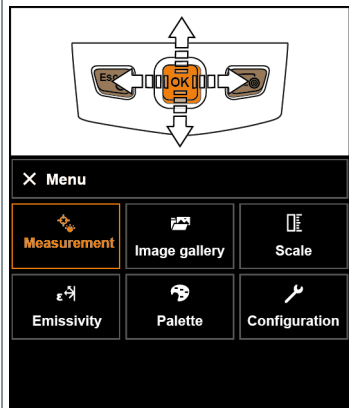 Esc OK
× Menu
Measurement Image gallery Scale
ε
Emissivity Palette Configuration